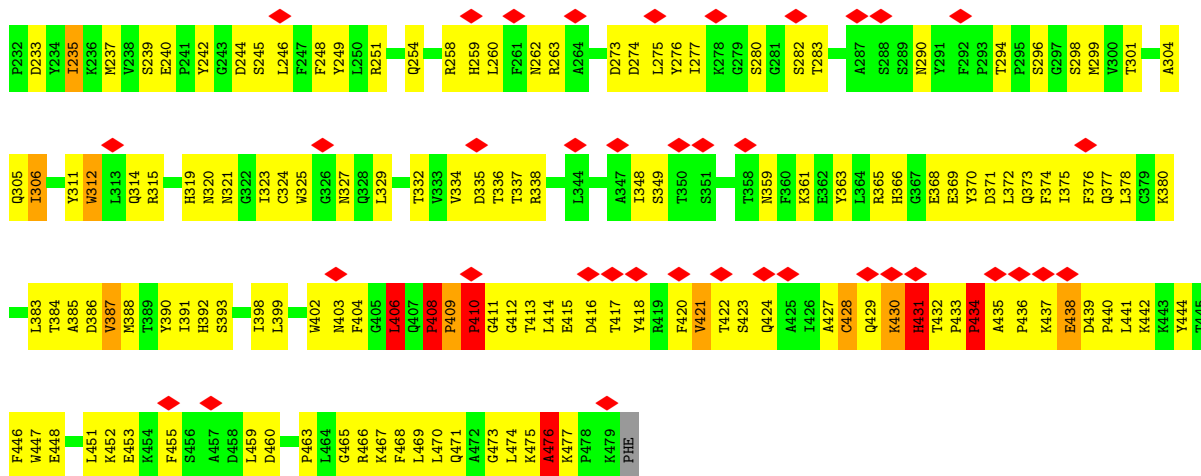 P232 D233 Y234 I235 K236 M237 V238 S239 E240 P241 Y242 G243 D244 S245 L246 F247 F248 Y249 L250 R251 Q254 R258 H259 L260 F261 N262 R263 A264 D273 D274 L275 Y276 I277 K278 G279 S280 G281 S282 T283 A287 S288 S289 N290 Y291 F292 P293 T294 P295 S296 G297 S298 M299 V300 T301 A304
Q305 I306 Y311 W312 L313 Q314 R315 H319 N320 N321 G322 I323 C324 W325 G326 N327 Q328 L329 T332 V333 V334 D335 T336 T337 R338 L344 A347 I348 S349 T350 S351 T358 N359 F360 K361 E362 Y363 L364 R365 H366 G367 E368 E369 Y370 D371 L372 Q373 F374 I375 F376 Q377 L378 C379 K380
L383 T384 A385 D386 V387 M388 T389 Y390 I391 H392 S393 I398 L399 W402 N403 F404 G405 L406 Q407 P408 P409 P410 G411 G412 T413 L414 E415 D416 T417 Y418 R419 F420 V421 T422 S423 Q424 A425 I426 A427 C428 Q429 K430 H431 T432 P433 P434 A435 P436 K437 E438 D439 P440 L441 K442 K443 Y444 T445
F446 W447 E448 L451 K452 E453 K454 F455 S456 A457 D458 L459 D460 P463 L464 G465 R466 K467 F468 L469 L470 Q471 A472 G473 L474 K475 A476 K477 P478 K479 PHE